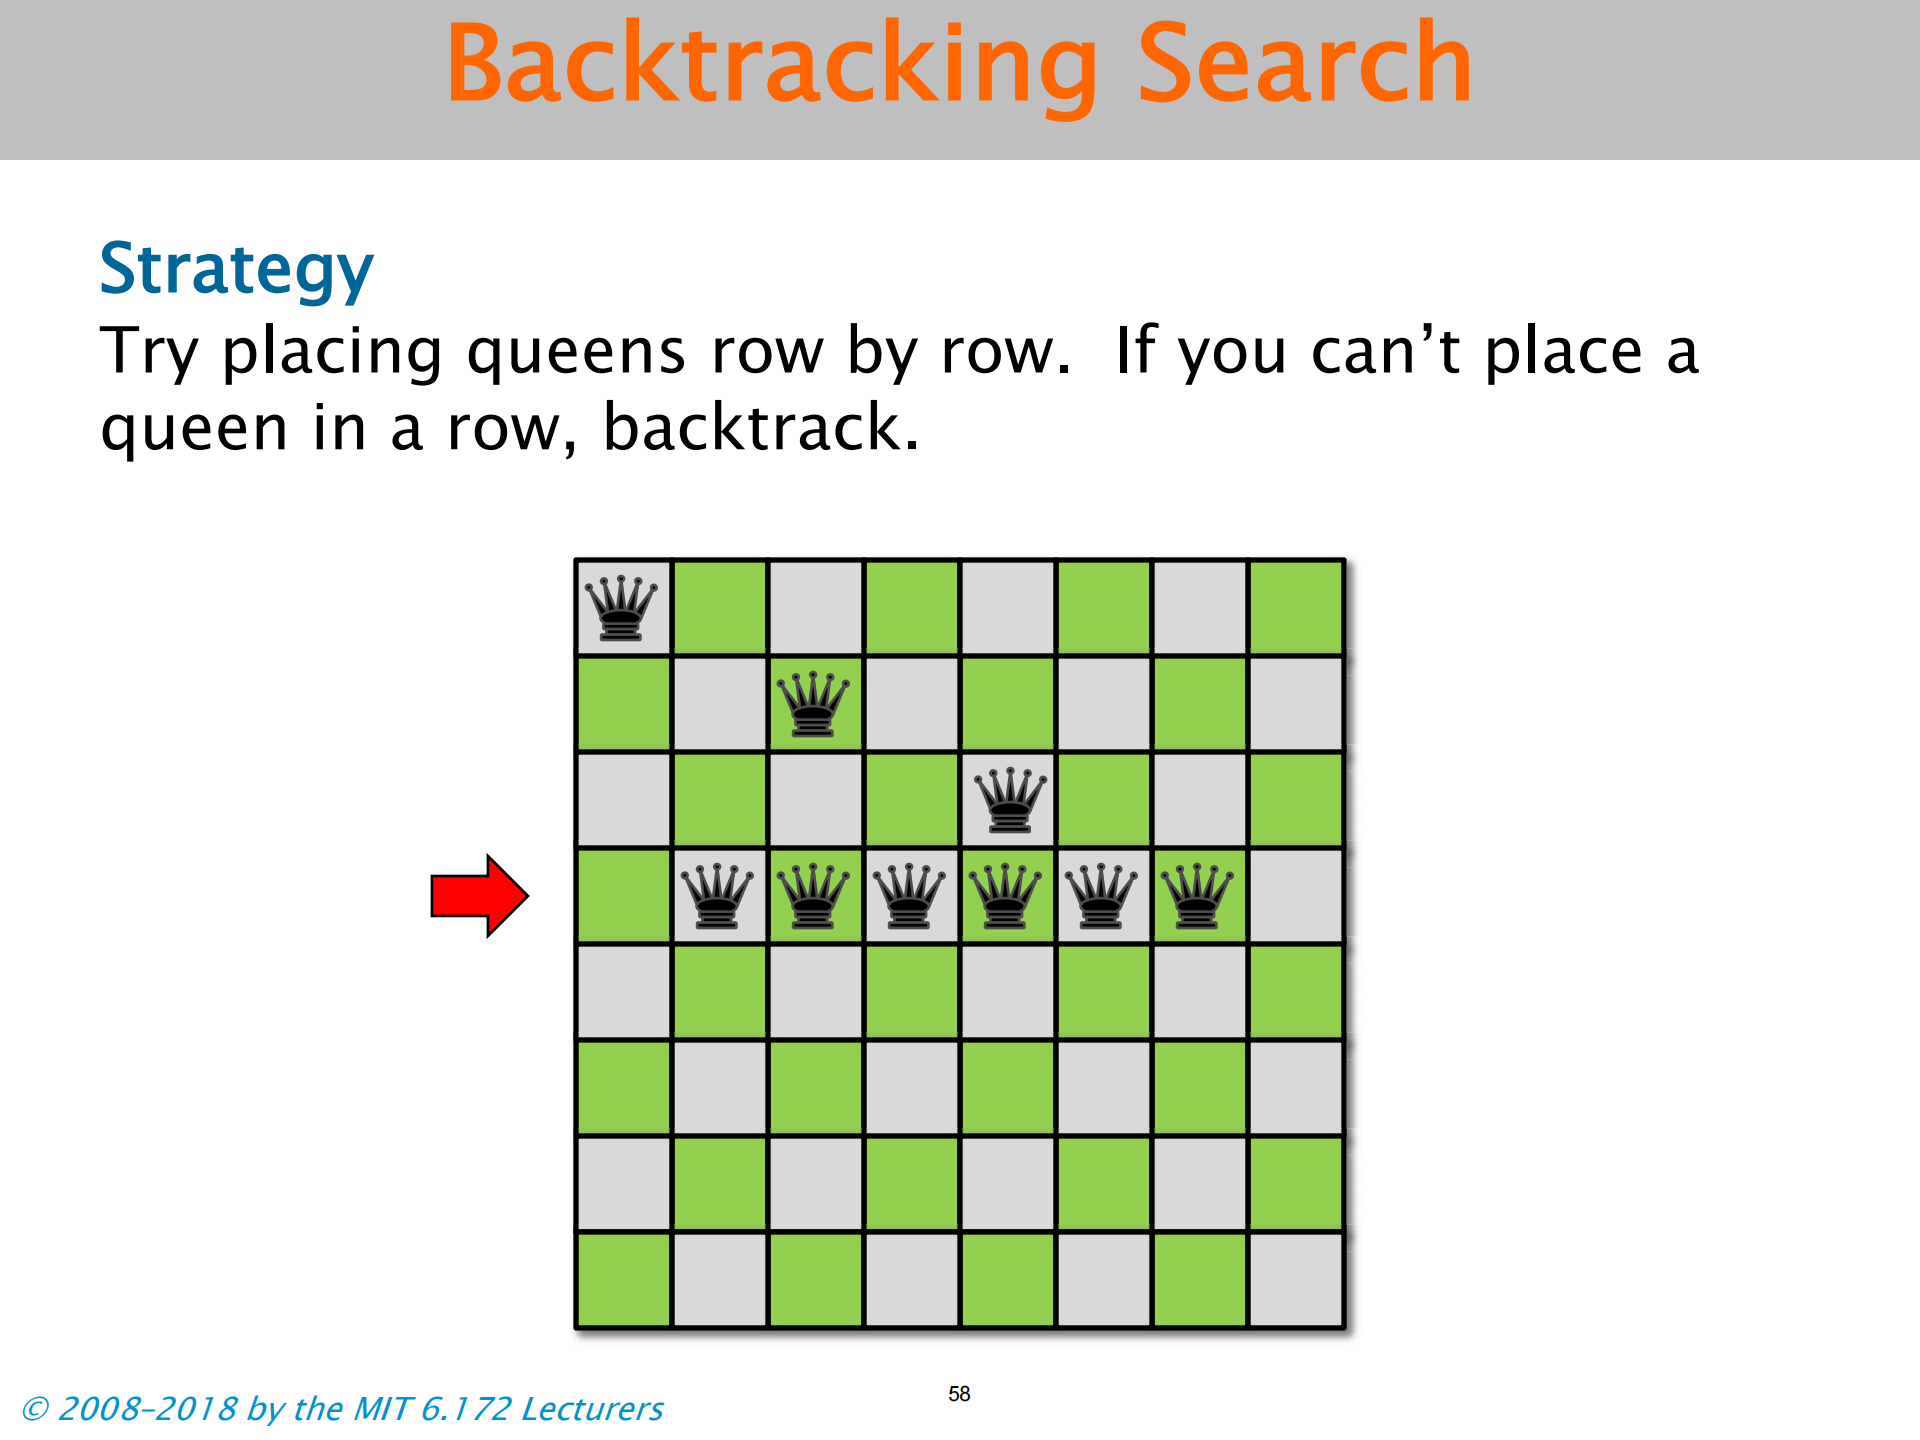 Backtracking Search
Strategy
Try placing queens row by row.  If you can’t place a
queen in a row, backtrack.
© 2008–2018 by the MIT 6.172 Lecturers
58